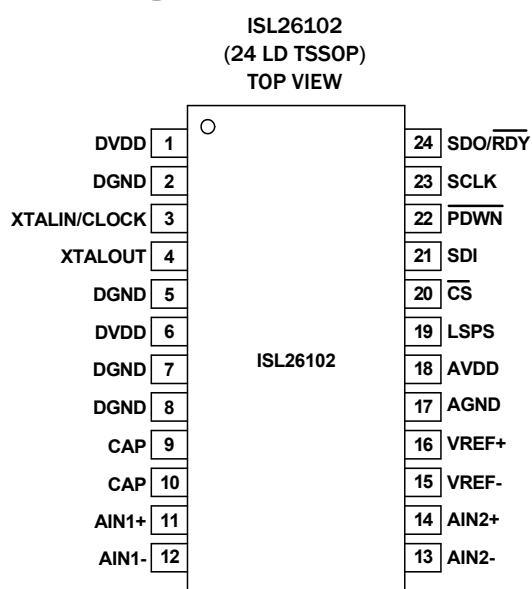 ISL26102
(24 LD TSSOP)
TOP VIEW
DVDD 1 24 SDO/RDY
DGND 2 23 SCLK
XTALIN/CLOCK 3 22 PDWN
XTALOUT 4 21 SDI
DGND 5 20 CS
DVDD 6 19 LSPS
DGND 7 ISL26102 18 AVDD
DGND 8 17 AGND
CAP 9 16 VREF+
CAP 10 15 VREF-
AIN1+ 11 14 AIN2+
AIN1- 12 13 AIN2-